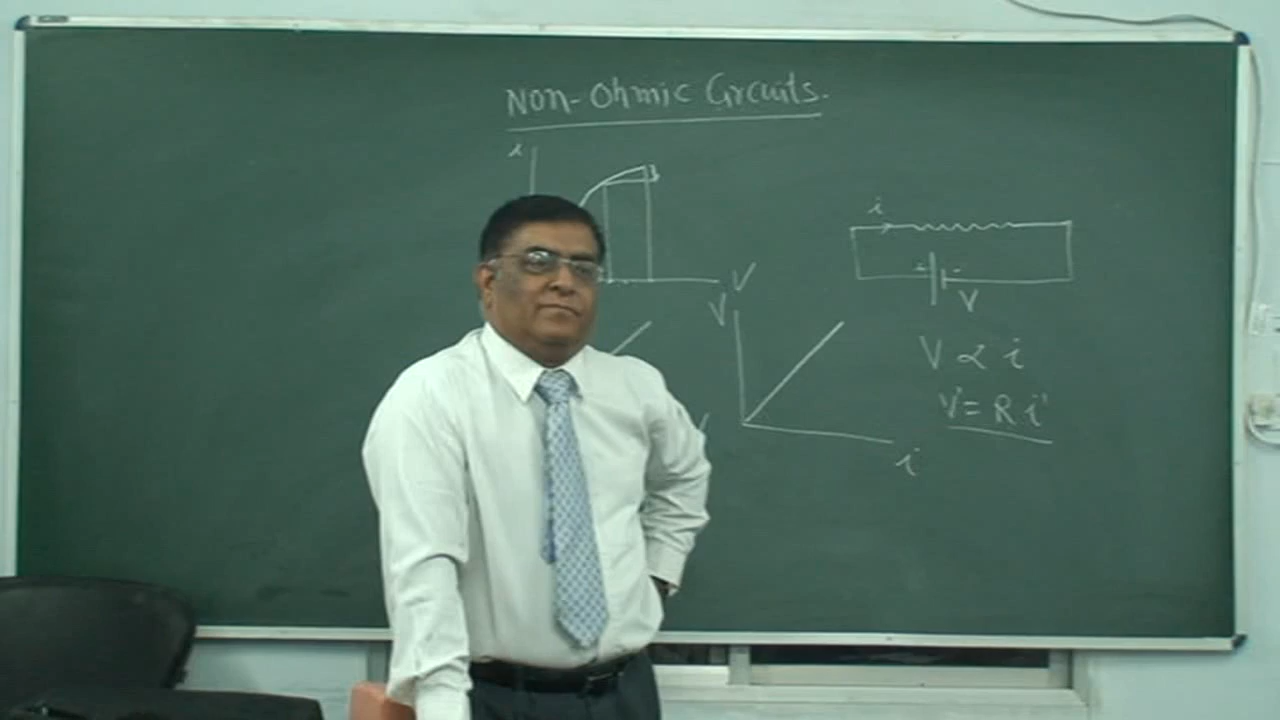 Non-Ohmic Circuits.
i
V
i
+ -
V
V
i
V ∝ i
V = R i